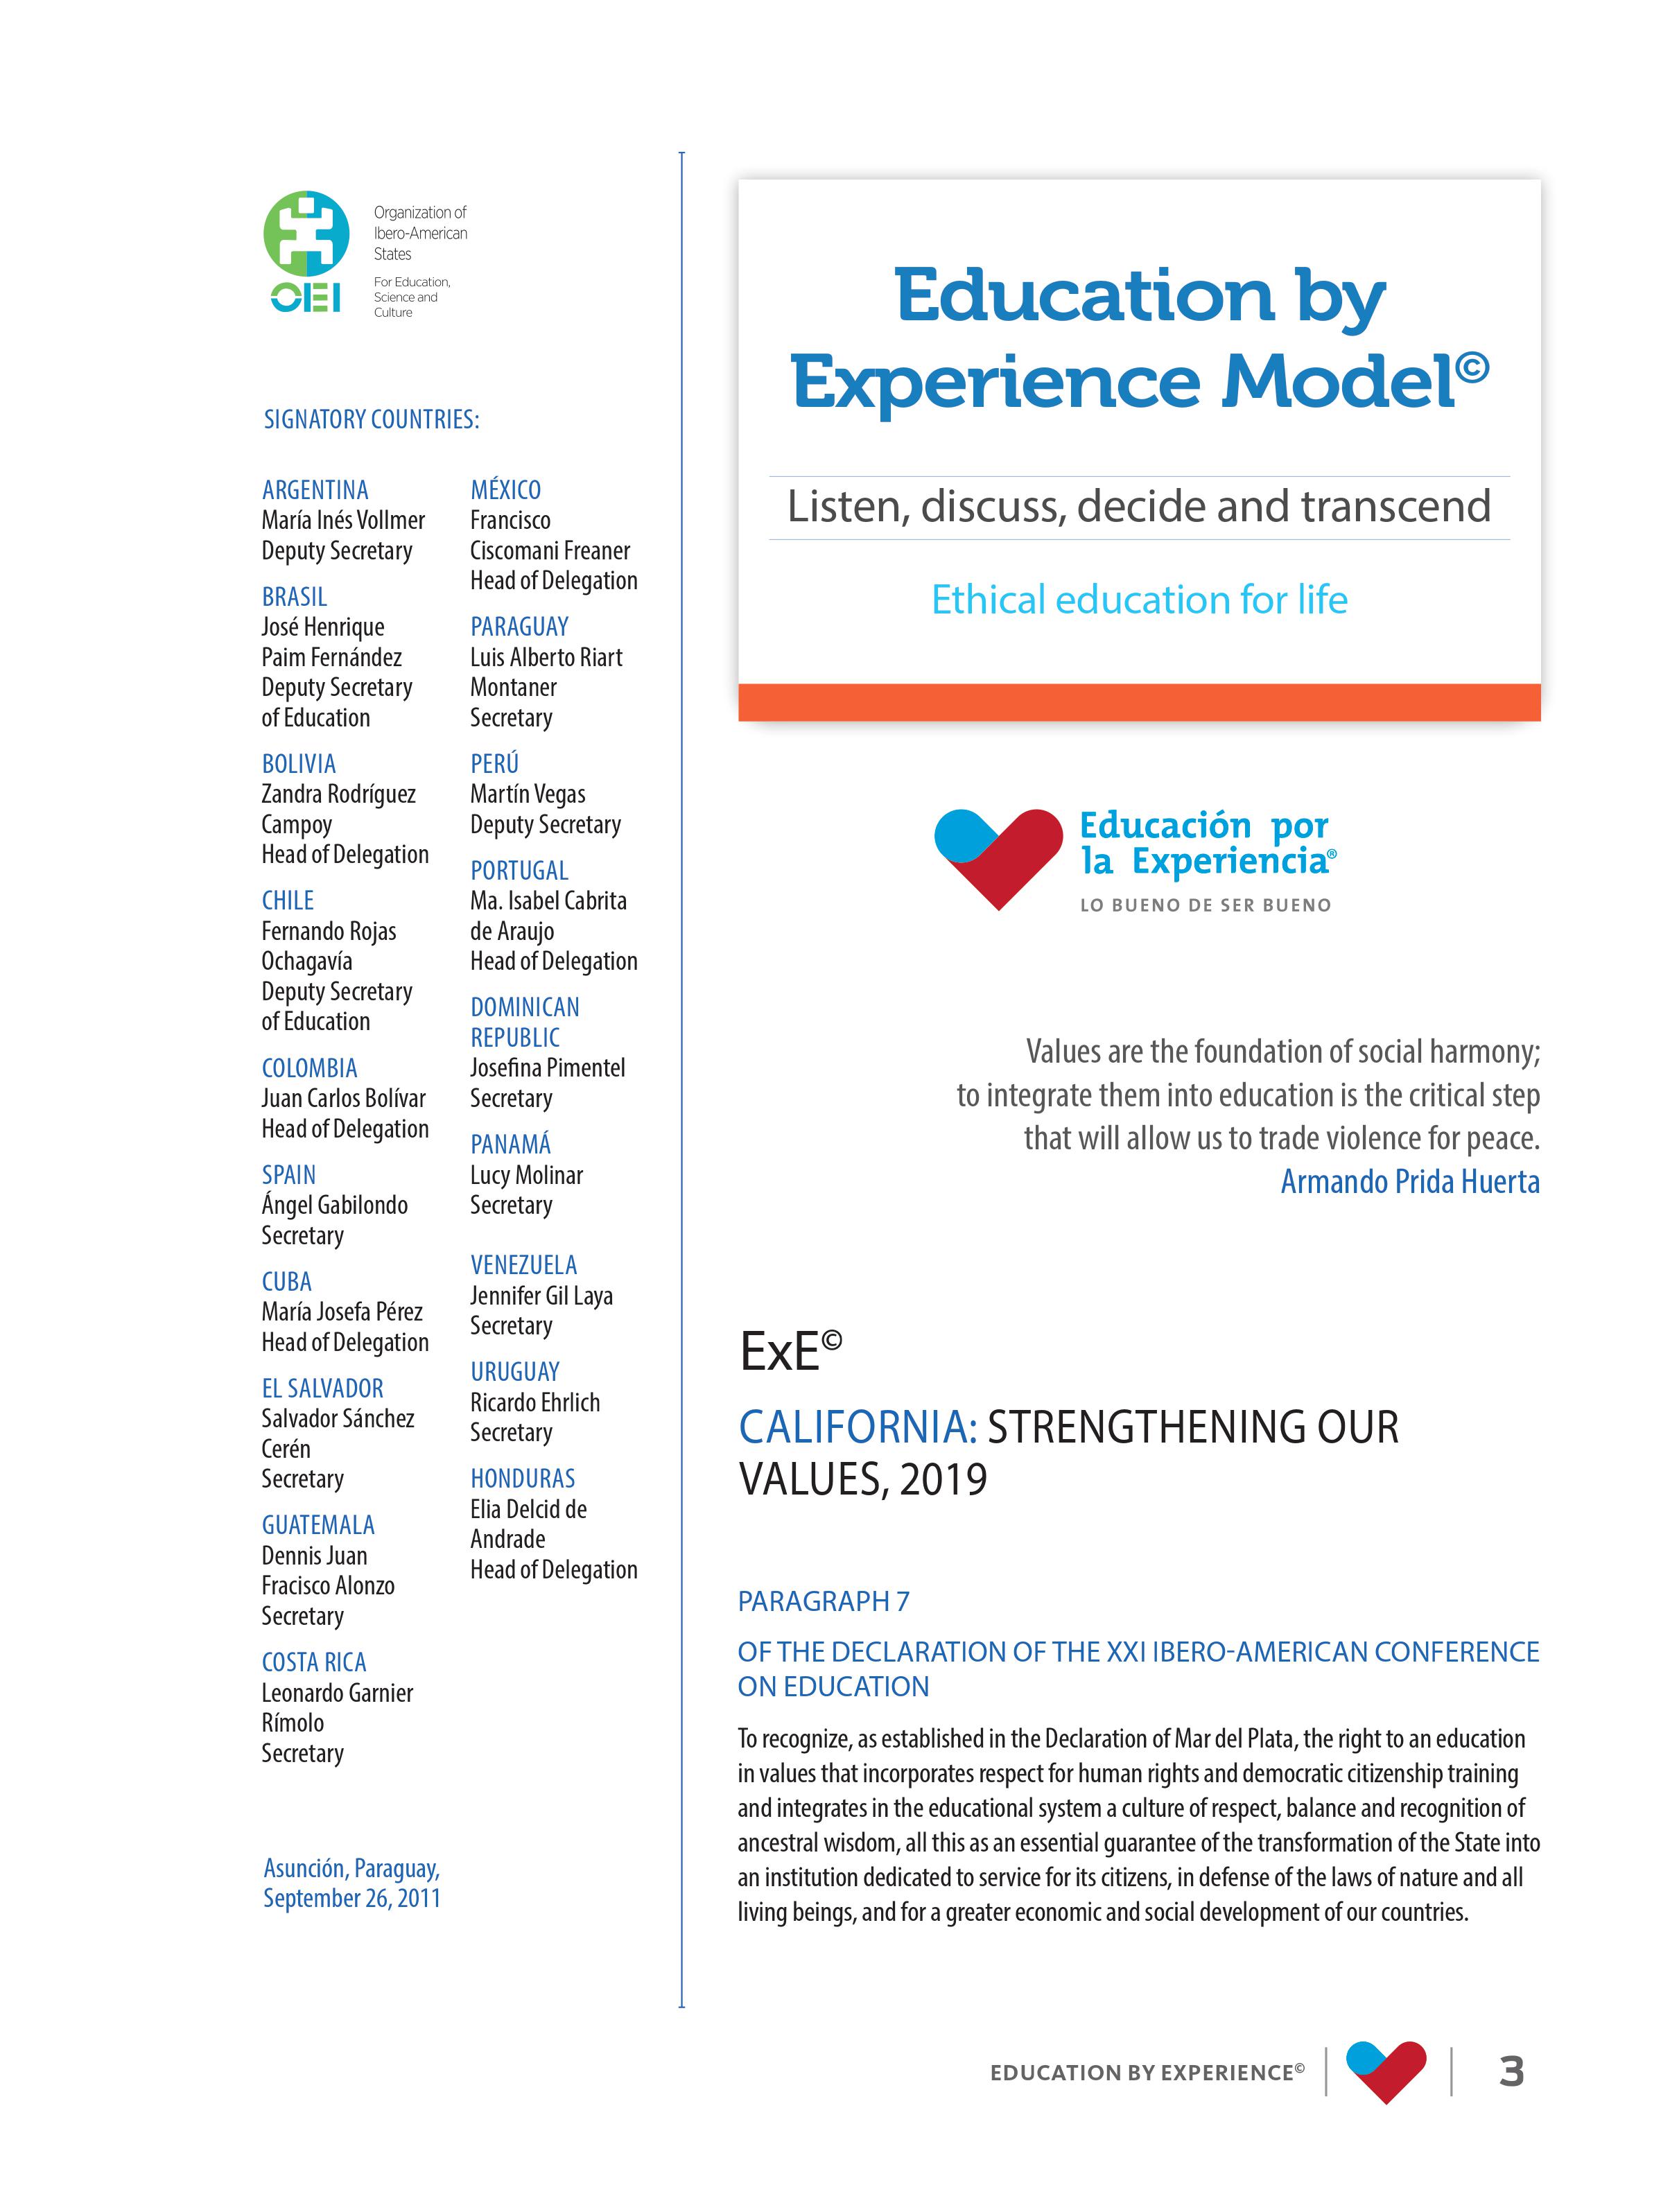 Organization of
Ibero-American
States
For Education,
Science and
Culture
OEI
SIGNATORY COUNTRIES:
ARGENTINA
María Inés Vollmer
Deputy Secretary
BRASIL
José Henrique
Paim Fernández
Deputy Secretary
of Education
BOLIVIA
Zandra Rodríguez
Campoy
Head of Delegation
CHILE
Fernando Rojas
Ochagavía
Deputy Secretary
of Education
COLOMBIA
Juan Carlos Bolívar
Head of Delegation
SPAIN
Ángel Gabilondo
Secretary
CUBA
María Josefa Pérez
Head of Delegation
EL SALVADOR
Salvador Sánchez
Cerén
Secretary
GUATEMALA
Dennis Juan
Fracisco Alonzo
Secretary
COSTA RICA
Leonardo Garnier
Rímolo
Secretary
MÉXICO
Francisco
Ciscomani Freaner
Head of Delegation
PARAGUAY
Luis Alberto Riart
Montaner
Secretary
PERÚ
Martín Vegas
Deputy Secretary
PORTUGAL
Ma. Isabel Cabrita
de Araujo
Head of Delegation
DOMINICAN
REPUBLIC
Josefina Pimentel
Secretary
PANAMÁ
Lucy Molinar
Secretary
VENEZUELA
Jennifer Gil Laya
Secretary
URUGUAY
Ricardo Ehrlich
Secretary
HONDURAS
Elia Delcid de
Andrade
Head of Delegation
Asunción, Paraguay,
September 26, 2011
Education by
Experience Model©
Listen, discuss, decide and transcend
Ethical education for life
Educación por
la Experiencia®
LO BUENO DE SER BUENO
Values are the foundation of social harmony;
to integrate them into education is the critical step
that will allow us to trade violence for peace.
Armando Prida Huerta
ExE©
CALIFORNIA: STRENGTHENING OUR
VALUES, 2019
PARAGRAPH 7
OF THE DECLARATION OF THE XXI IBERO-AMERICAN CONFERENCE
ON EDUCATION
To recognize, as established in the Declaration of Mar del Plata, the right to an education
in values that incorporates respect for human rights and democratic citizenship training
and integrates in the educational system a culture of respect, balance and recognition of
ancestral wisdom, all this as an essential guarantee of the transformation of the State into
an institution dedicated to service for its citizens, in defense of the laws of nature and all
living beings, and for a greater economic and social development of our countries.
EDUCATION BY EXPERIENCE©
3